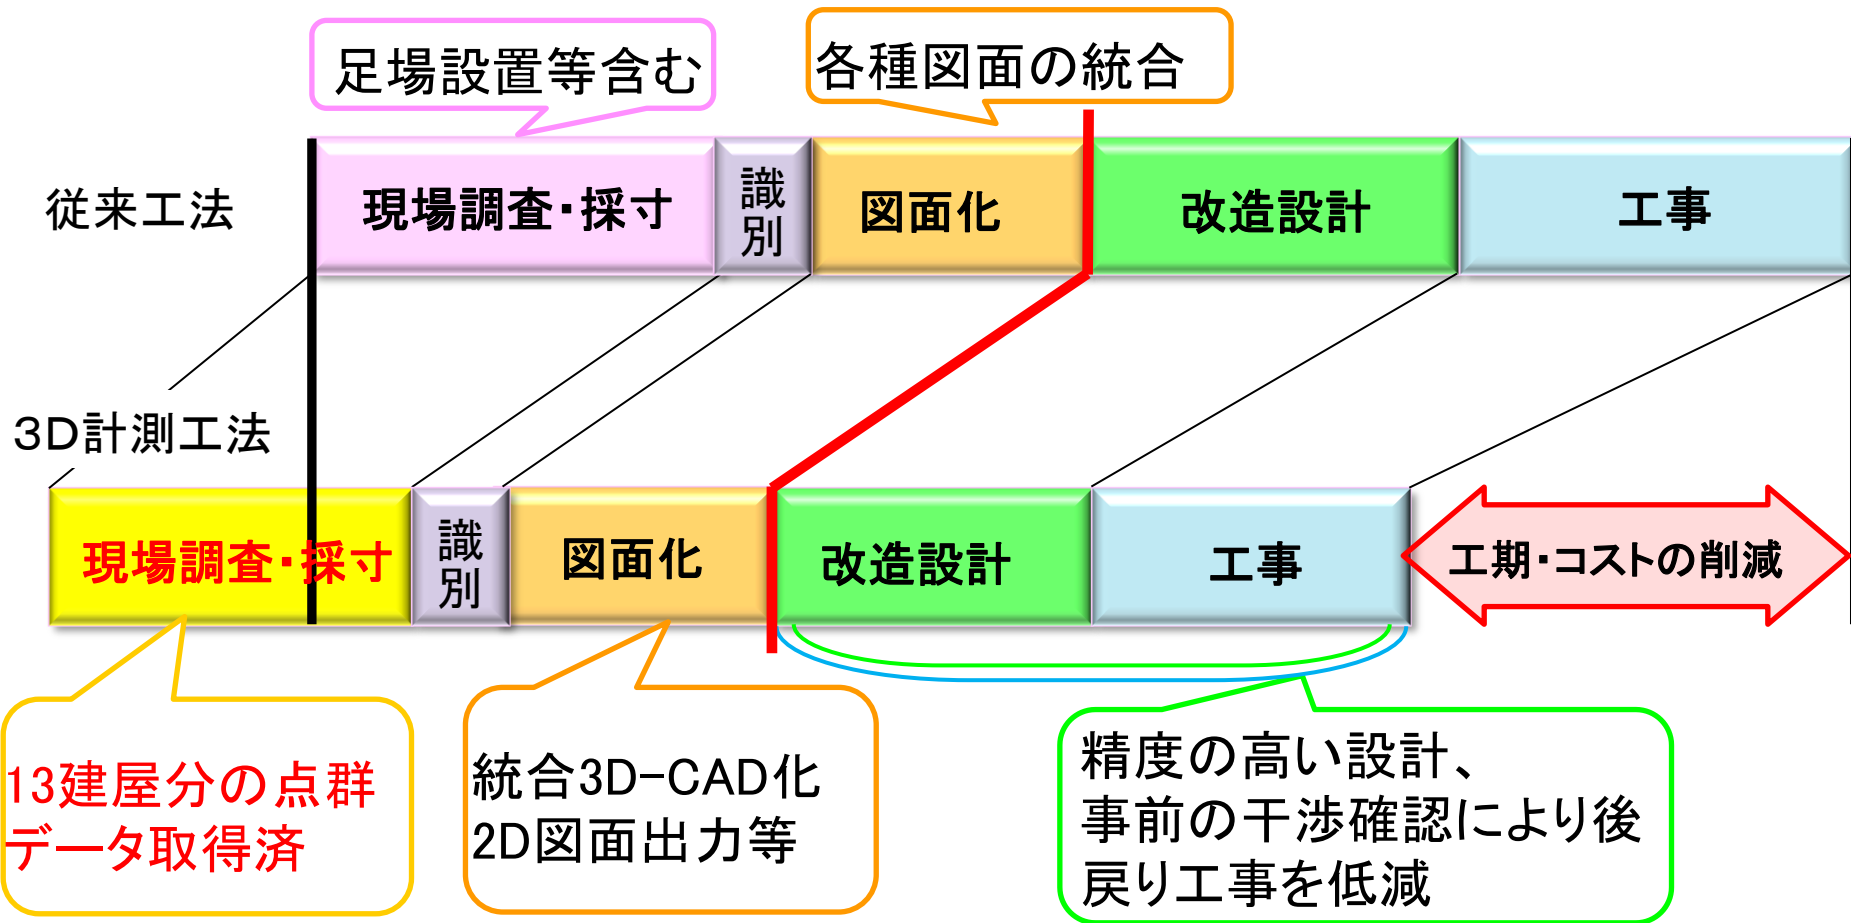 足場設置等含む
各種図面の統合
従来工法
現場調査・採寸
識
別
図面化
改造設計
工事
3D計測工法
現場調査・採寸
識
別
図面化
改造設計
工事
工期・コストの削減
13建屋分の点群
データ取得済
統合3D-CAD化
2D図面出力等
精度の高い設計、
事前の干渉確認により後
戻り工事を低減